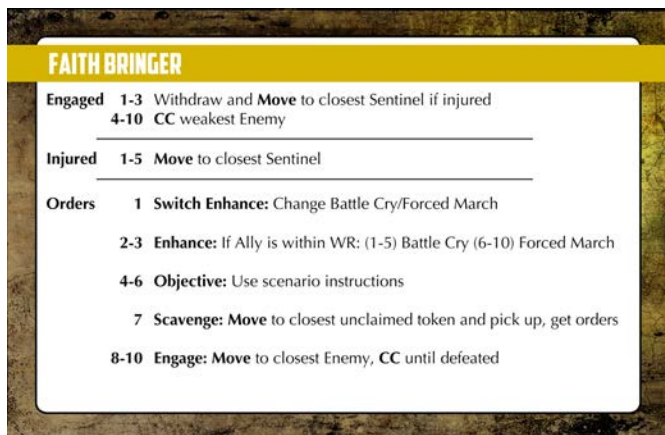 FAITH BRINGER
Engaged 1-3 Withdraw and Move to closest Sentinel if injured
4-10 CC weakest Enemy
Injured 1-5 Move to closest Sentinel
Orders 1 Switch Enhance: Change Battle Cry/Forced March
2-3 Enhance: If Ally is within WR: (1-5) Battle Cry (6-10) Forced March
4-6 Objective: Use scenario instructions
7 Scavenge: Move to closest unclaimed token and pick up, get orders
8-10 Engage: Move to closest Enemy, CC until defeated